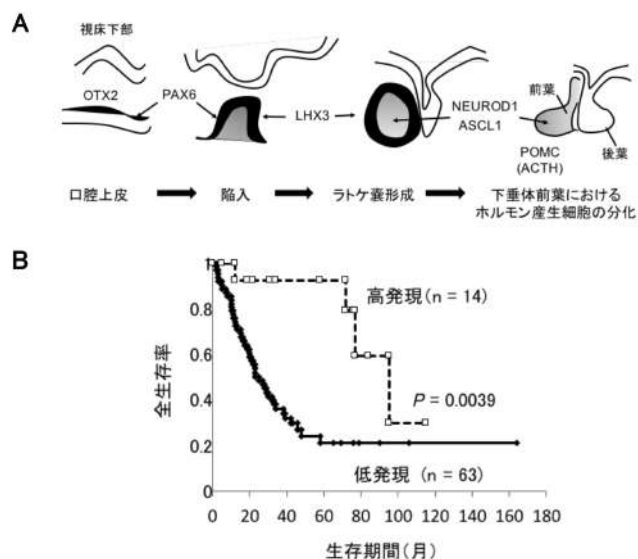 A
視床下部
OTX2
PAX6
LHX3
NEUROD1
ASCL1
前葉
POMC
(ACTH)
後葉
口腔上皮
陥入
ラトケ嚢形成
下垂体前葉における
ホルモン産生細胞の分化
B
全生存率
1
0.8
0.6
0.4
0.2
0
高発現(n = 14)
P = 0.0039
低発現 (n = 63)
0 20 40 60 80 100 120 140 160 180
生存期間(月)